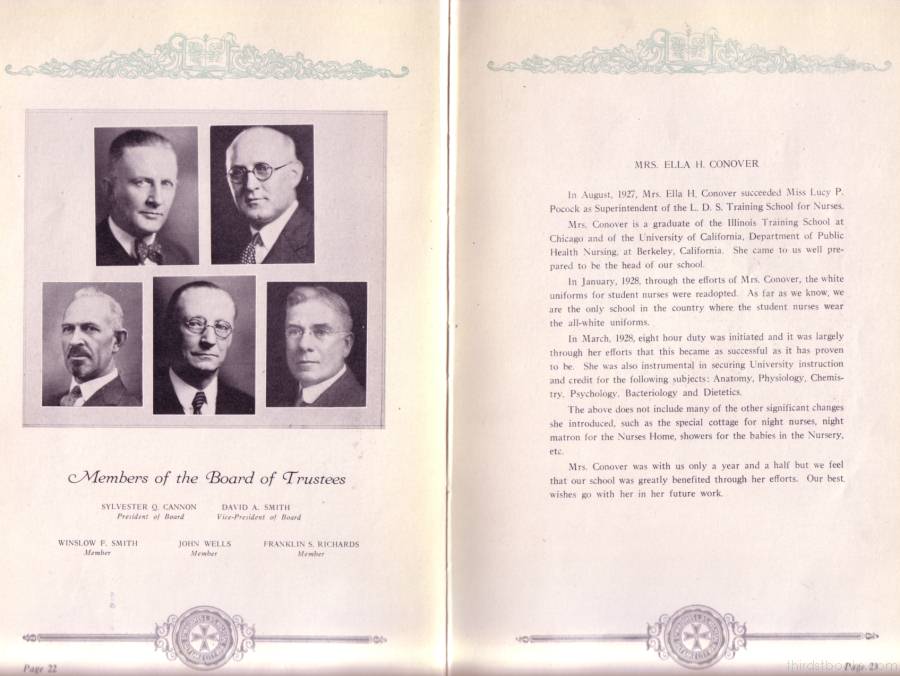 Members of the Board of Trustees
SYLVESTER Q. CANNON
President of Board
DAVID A. SMITH
Vice-President of Board
WINSLOW F. SMITH
Member
JOHN WELLS
Member
FRANKLIN S. RICHARDS
Member
Page 22
MRS. ELLA H. CONOVER
In August, 1927, Mrs. Ella H. Conover succeeded Miss Lucy P.
Pocock as Superintendent of the L. D. S. Training School for Nurses.
Mrs. Conover is a graduate of the Illinois Training School at
Chicago and of the University of California, Department of Public
Health Nursing, at Berkeley, California. She came to us well pre-
pared to be the head of our school.
In January, 1928, through the efforts of Mrs. Conover, the white
uniforms for student nurses were readopted. As far as we know, we
are the only school in the country where the student nurses wear
the all-white uniforms.
In March, 1928, eight hour duty was initiated and it was largely
through her efforts that this became as successful as it has proven
to be. She was also instrumental in securing University instruction
and credit for the following subjects: Anatomy, Physiology, Chemis-
try, Psychology, Bacteriology and Dietetics.
The above does not include many of the other significant changes
she introduced, such as the special cottage for night nurses, night
matron for the Nurses Home, showers for the babies in the Nursery,
etc.
Mrs. Conover was with us only a year and a half but we feel
that our school was greatly benefited through her efforts. Our best
wishes go with her in her future work.
Page 23